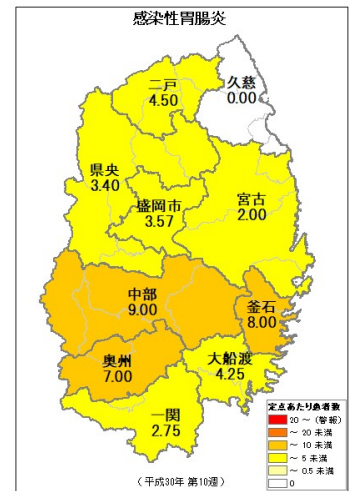 感染性胃腸炎
二戸
4.50
久慈
0.00
県央
3.40
盛岡市
3.57
宮古
2.00
中部
9.00
釜石
8.00
奥州
7.00
大船渡
4.25
一関
2.75
定点あたり患者数
20 ～ (警報)
～ 20 未満
～ 10 未満
～ 5 未満
～ 0.5 未満
0
(平成30年 第10週)